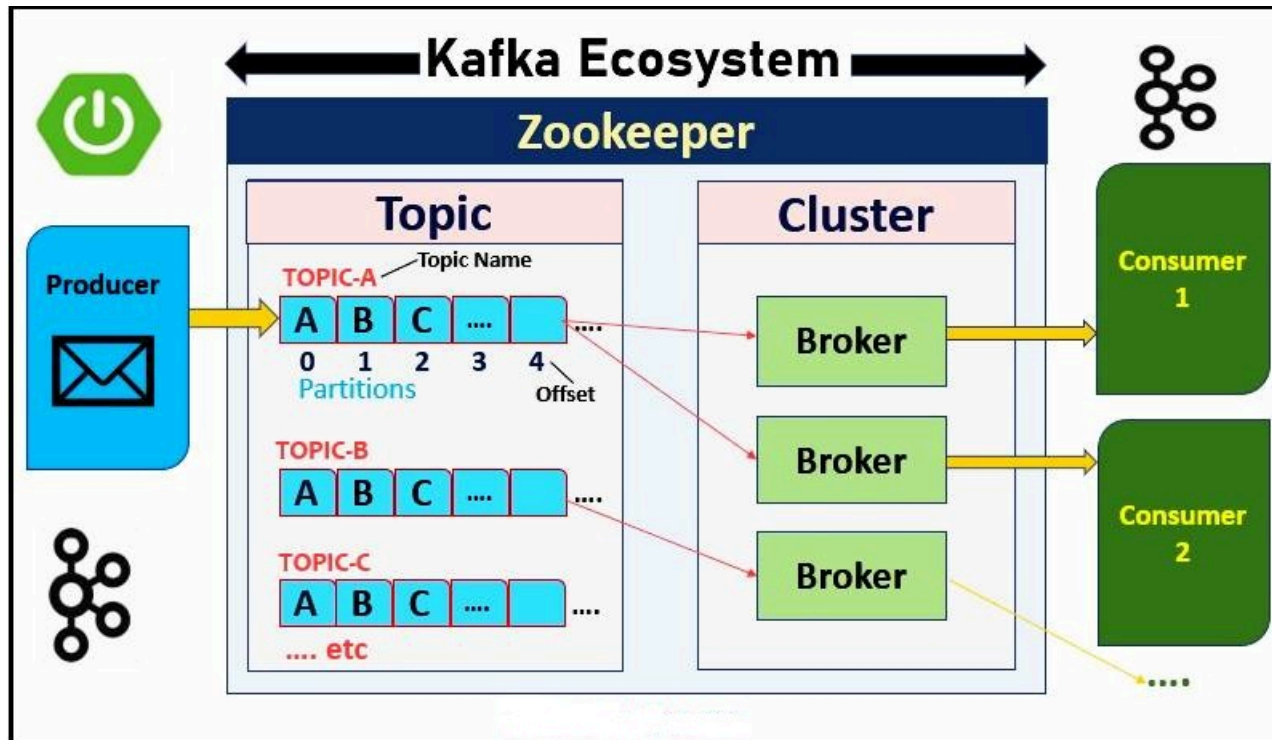 Kafka Ecosystem
Zookeeper
Topic
Cluster
Producer
TOPIC-A
Topic Name
A B C .... ....
0 1 2 3 4
Partitions
Offset
TOPIC-B
A B C .... ....
TOPIC-C
A B C .... ....
.... etc
Broker
Broker
Broker
Consumer
1
Consumer
2
....